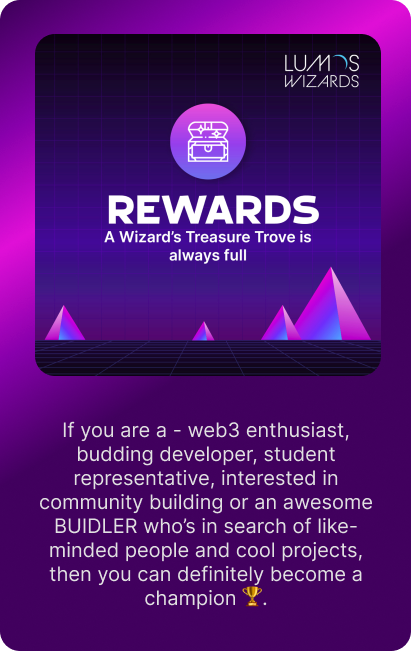 LUMOS
WIZARDS
REWARDS
A Wizard's Treasure Trove is
always full
If you are a - web3 enthusiast,
budding developer, student
representative, interested in
community building or an awesome
BUIDLER who's in search of like-
minded people and cool projects,
then you can definitely become a
champion 🏆.